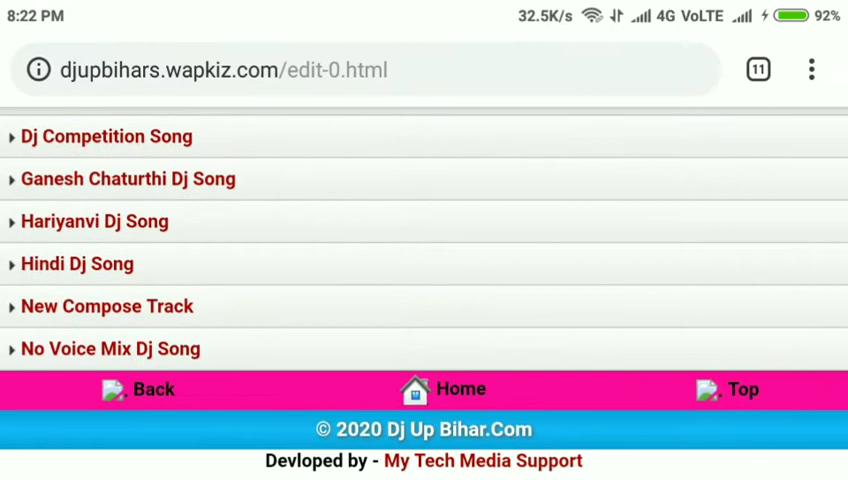 8:22 PM 32.5K/s 4G VoLTE 92%
djupbihars.wapkiz.com/edit-0.html 11
Dj Competition Song
Ganesh Chaturthi Dj Song
Hariyanvi Dj Song
Hindi Dj Song
New Compose Track
No Voice Mix Dj Song
. Back Home . Top
© 2020 Dj Up Bihar.Com
Devloped by - My Tech Media Support